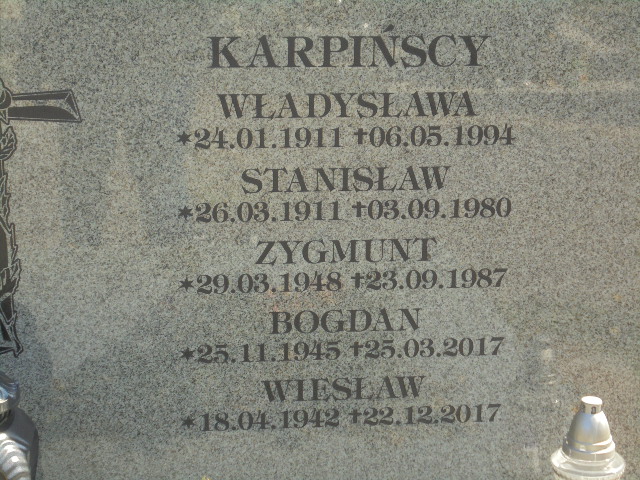 KARPIŃSCY
WŁADYSŁAWA
*24.01.1911 †06.05.1994
STANISŁAW
*26.03.1911 †03.09.1980
ZYGMUNT
*29.03.1948 †23.09.1987
BOGDAN
*25.11.1945 †25.03.2017
WIESŁAW
*18.04.1942 †22.12.2017